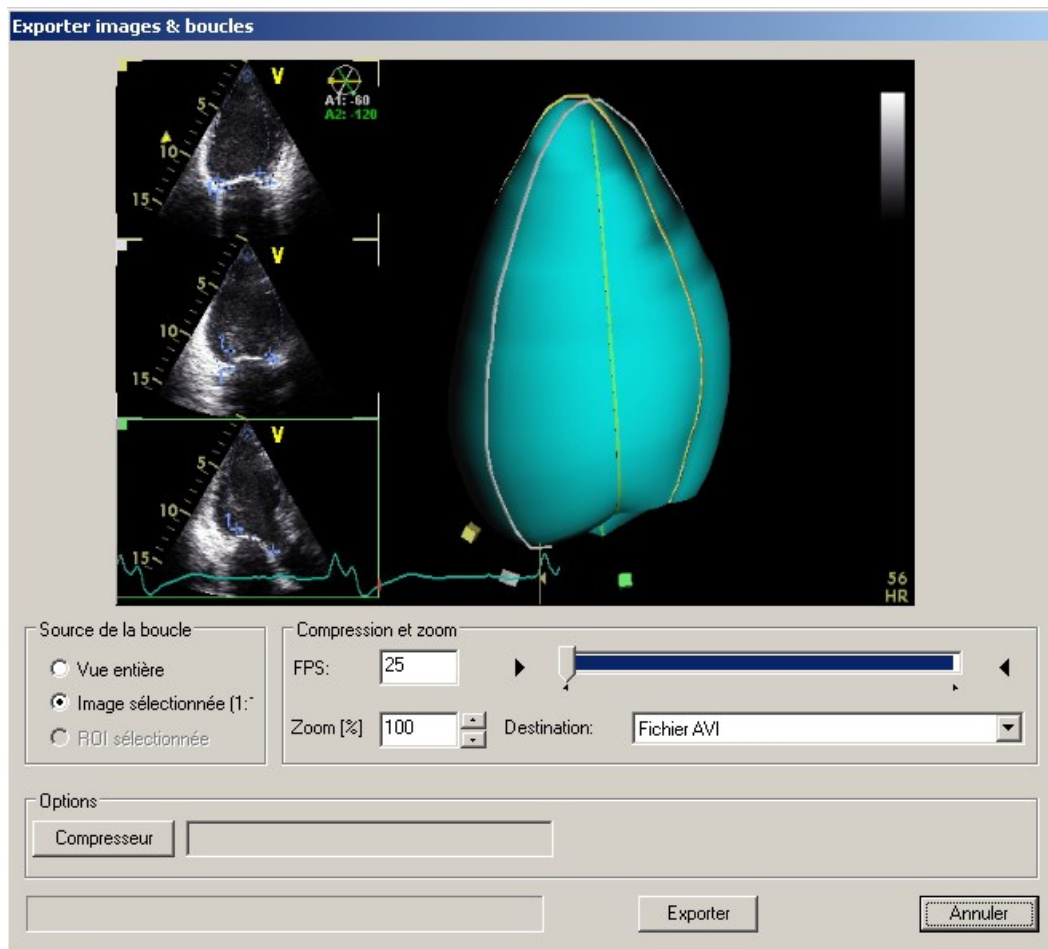 Exporter images & boucles
V
A1: -60
A2: -120
5
10
15
V
5
10
15
V
5
10
15
1
56
HR
Source de la boucle
Vue entière
Image sélectionnée (1:1
ROI sélectionnée
Compression et zoom
FPS: 25
Zoom [%] 100 Destination: Fichier AVI
Options
Compresseur
Exporter Annuler